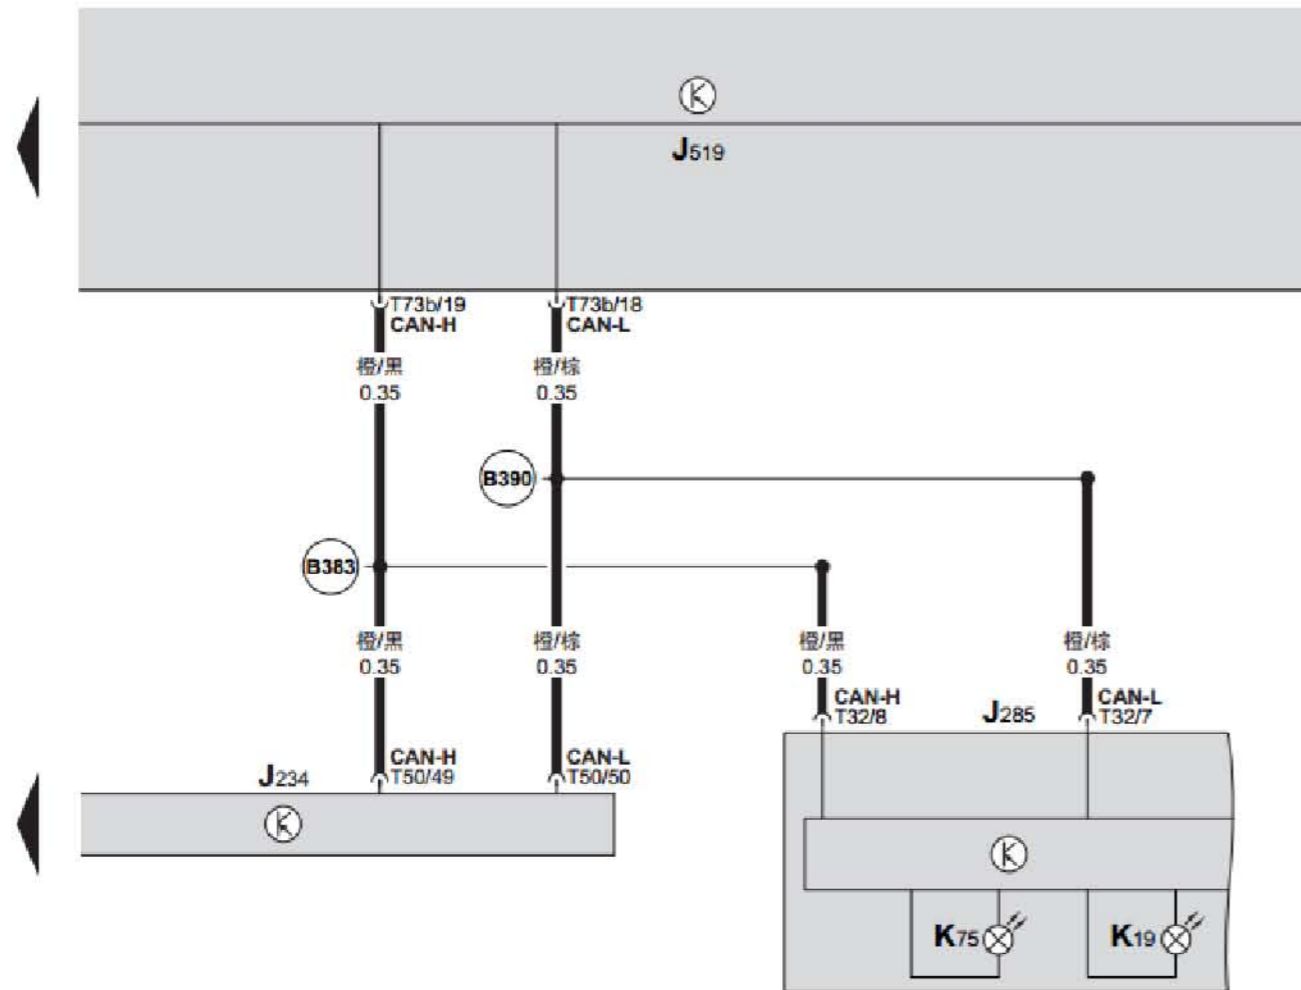 J519
T73b/19
CAN-H
T73b/18
CAN-L
橙/黑
0.35
橙/棕
0.35
B390
B383
橙/黑
0.35
橙/棕
0.35
橙/黑
0.35
橙/棕
0.35
CAN-H
T32/8
J285
CAN-L
T32/7
J234
CAN-H
T50/49
CAN-L
T50/50
K75
K19